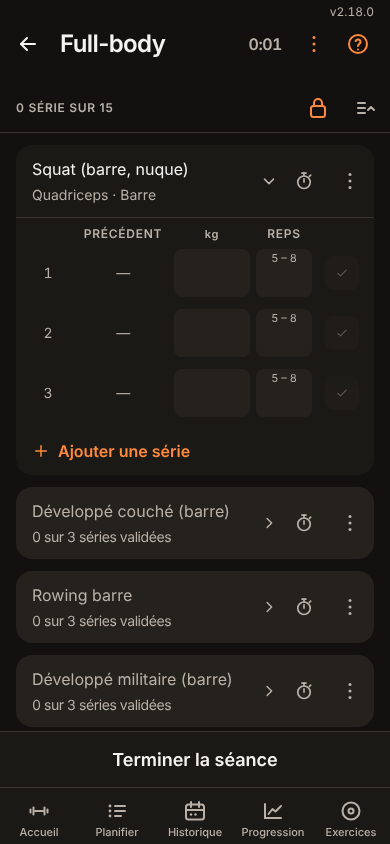 v2.18.0
Full-body
0:01
0 SÉRIE SUR 15
Squat (barre, nuque)
Quadriceps · Barre
PRÉCÉDENT kg REPS
1 — 5 – 8
2 — 5 – 8
3 — 5 – 8
+ Ajouter une série
Développé couché (barre)
0 sur 3 séries validées
Rowing barre
0 sur 3 séries validées
Développé militaire (barre)
0 sur 3 séries validées
Terminer la séance
Accueil Planifier Historique Progression Exercices